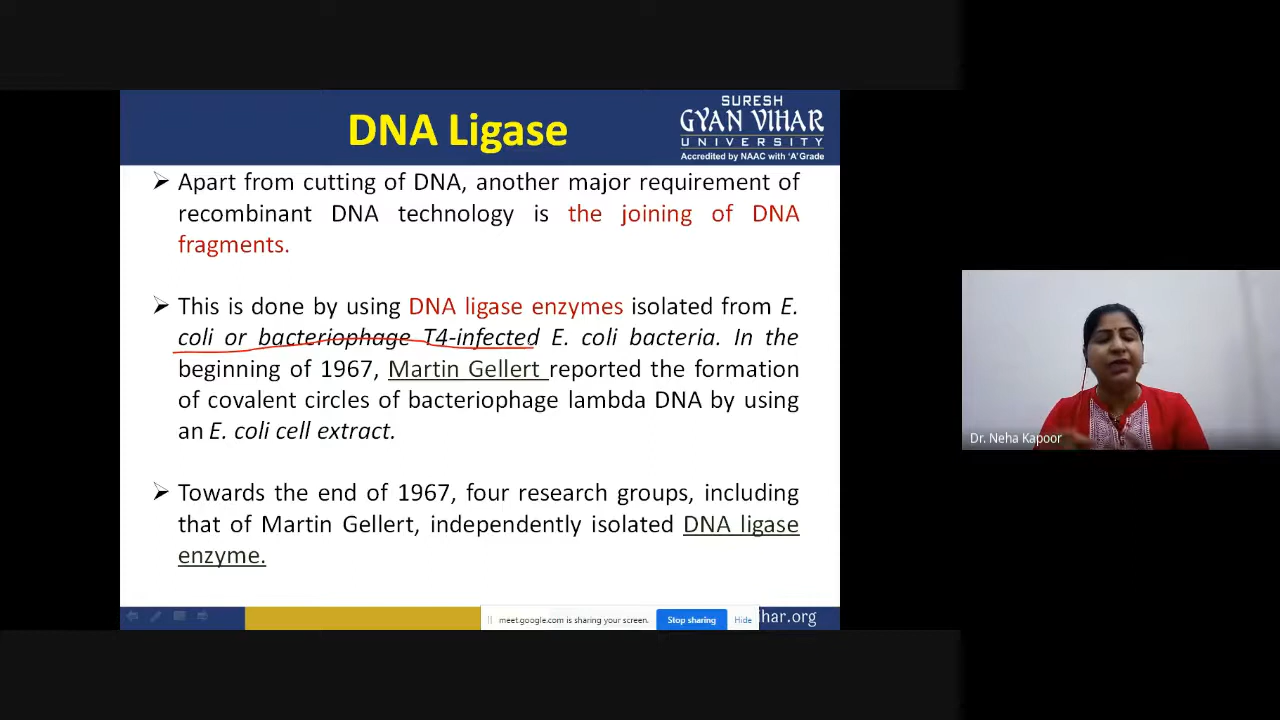 DNA Ligase
SURESH
GYAN VIHAR
UNIVERSITY
Accredited by NAAC with 'A' Grade
Apart from cutting of DNA, another major requirement of
recombinant DNA technology is the joining of DNA
fragments.
This is done by using DNA ligase enzymes isolated from E.
coli or bacteriophage T4-infected E. coli bacteria. In the
beginning of 1967, Martin Gellert reported the formation
of covalent circles of bacteriophage lambda DNA by using
an E. coli cell extract.
Towards the end of 1967, four research groups, including
that of Martin Gellert, independently isolated DNA ligase
enzyme.
meet.google.com is sharing your screen. Stop sharing Hide
ihar.org
Dr. Neha Kapoor